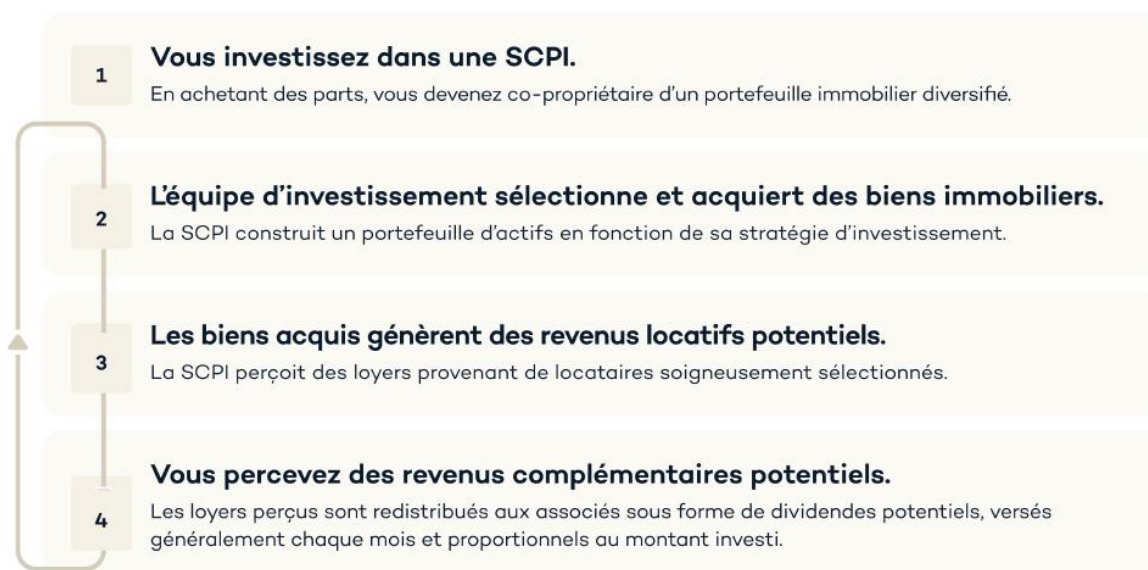 1
Vous investissez dans une SCPI.
En achetant des parts, vous devenez co-propriétaire d'un portefeuille immobilier diversifié.
2
L'équipe d'investissement sélectionne et acquiert des biens immobiliers.
La SCPI construit un portefeuille d'actifs en fonction de sa stratégie d'investissement.
3
Les biens acquis génèrent des revenus locatifs potentiels.
La SCPI perçoit des loyers provenant de locataires soigneusement sélectionnés.
4
Vous percevez des revenus complémentaires potentiels.
Les loyers perçus sont redistribués aux associés sous forme de dividendes potentiels, versés
généralement chaque mois et proportionnels au montant investi.